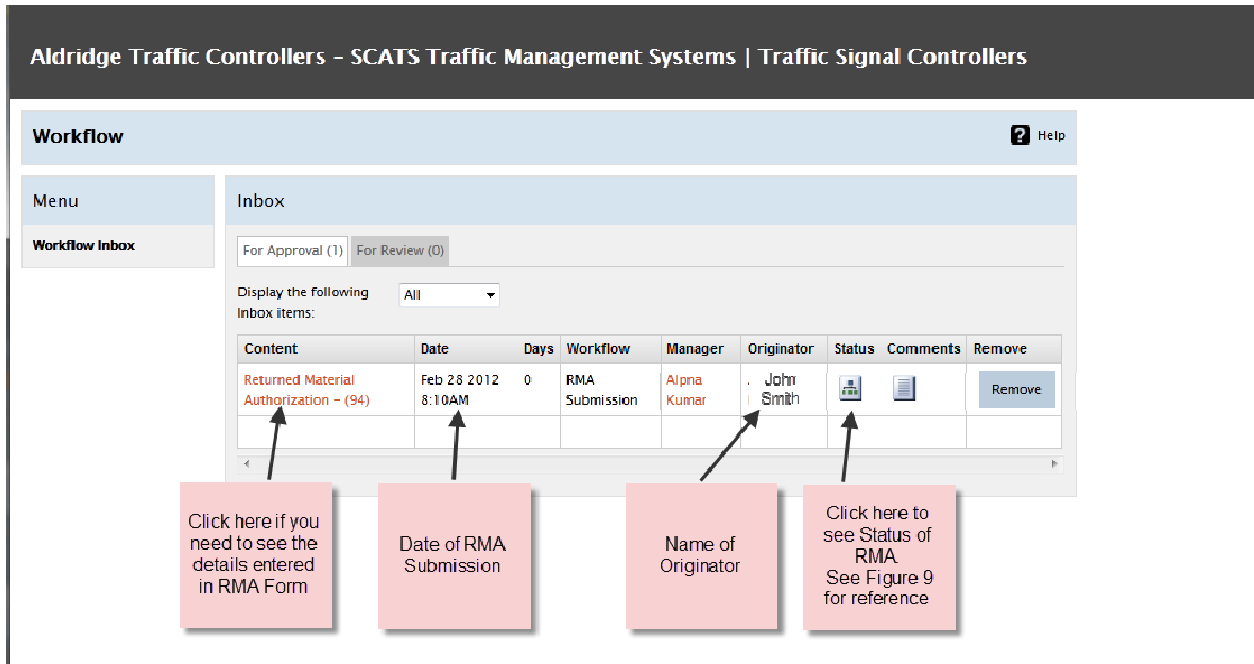 Aldridge Traffic Controllers – SCATS Traffic Management Systems | Traffic Signal Controllers
Workflow
? Help
Menu
Workflow Inbox
Inbox
For Approval (1) For Review (0)
Display the following
Inbox items:
All
Content Date Days Workflow Manager Originator Status Comments Remove
Returned Material Feb 28 2012 0 RMA Alpna John
Authorization – (94) 8:10AM Submission Kumar Smith
Remove
Click here if you
need to see the
details entered
in RMA Form
Date of RMA
Submission
Name of
Originator
Click here to
see Status of
RMA
See Figure 9
for reference